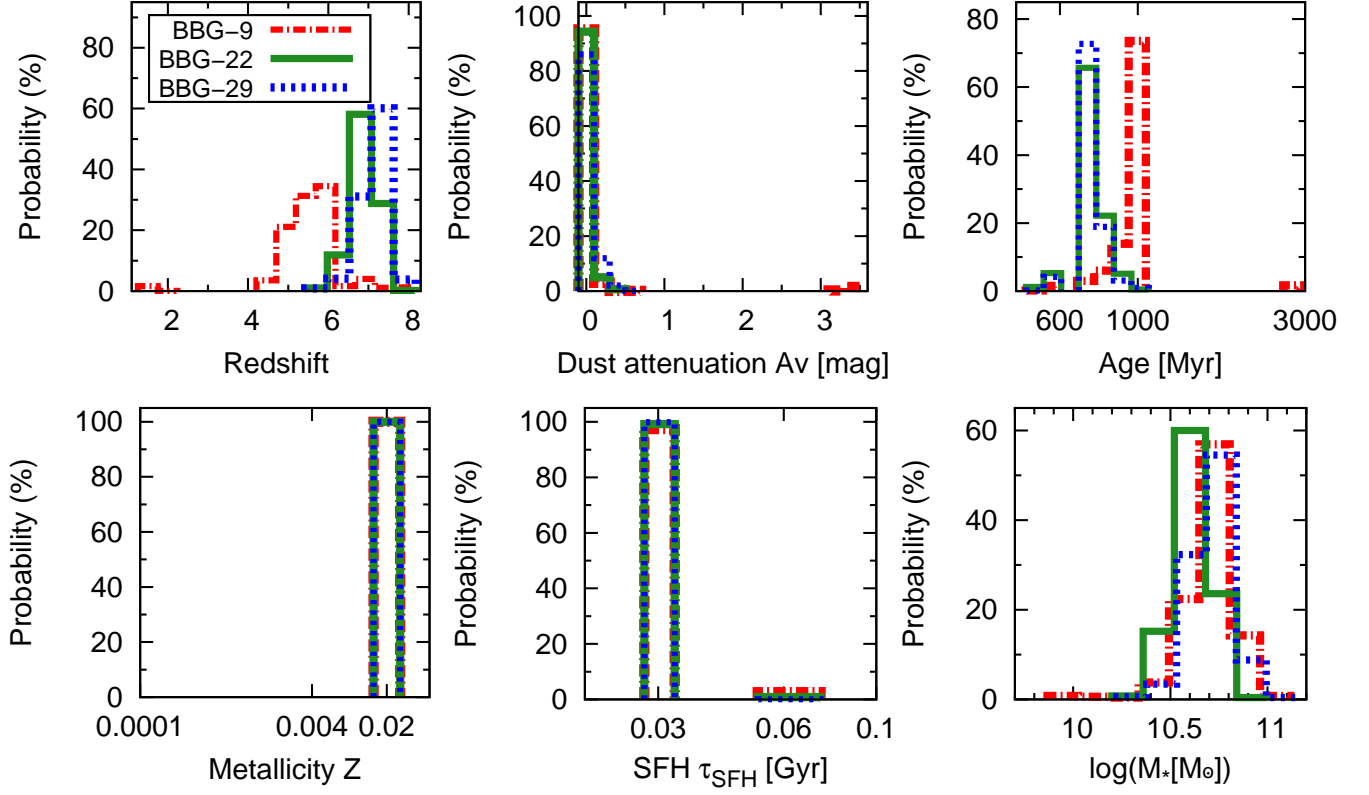 BBG-9
BBG-22
BBG-29
Probability (%)
80
60
40
20
0
2 4 6 8
Redshift
Probability (%)
100
80
60
40
20
0
0 1 2 3
Dust attenuation Av [mag]
Probability (%)
80
60
40
20
0
600 1000 3000
Age [Myr]
Probability (%)
100
80
60
40
20
0
0.0001 0.004 0.02
Metallicity Z
Probability (%)
100
80
60
40
20
0
0.03 0.06 0.1
SFH τSFH [Gyr]
Probability (%)
60
40
20
0
10 10.5 11
log(M*[M⊙])